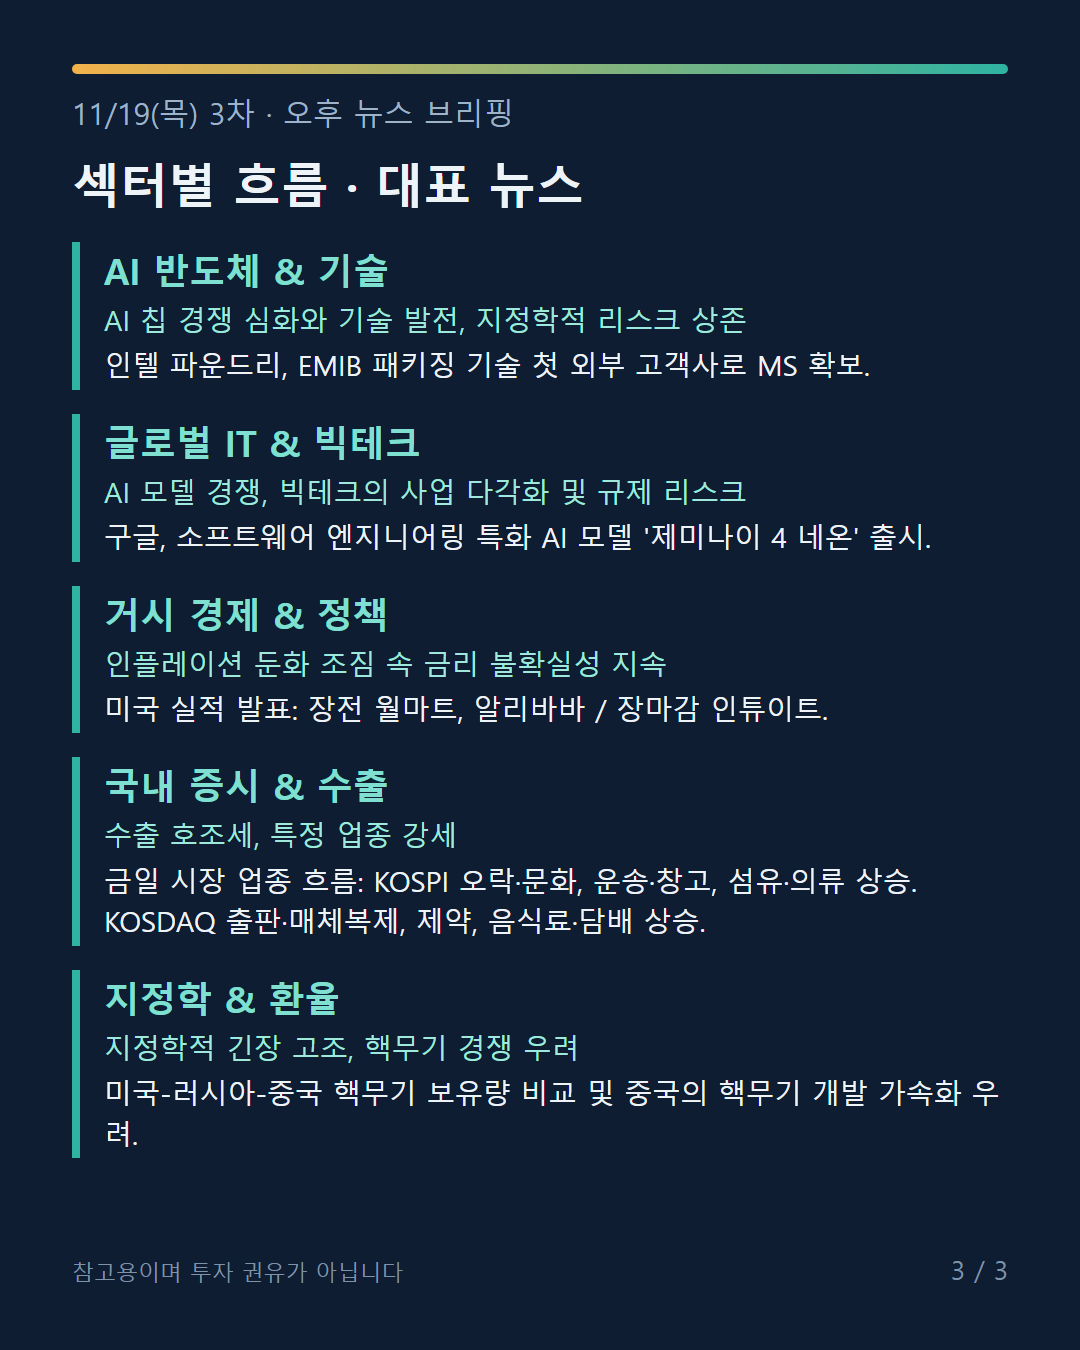 11/19(목) 3차 · 오후 뉴스 브리핑
섹터별 흐름 · 대표 뉴스
AI 반도체 & 기술
AI 칩 경쟁 심화와 기술 발전, 지정학적 리스크 상존
인텔 파운드리, EMIB 패키징 기술 첫 외부 고객사로 MS 확보.
글로벌 IT & 빅테크
AI 모델 경쟁, 빅테크의 사업 다각화 및 규제 리스크
구글, 소프트웨어 엔지니어링 특화 AI 모델 '제미나이 4 네온' 출시.
거시 경제 & 정책
인플레이션 둔화 조짐 속 금리 불확실성 지속
미국 실적 발표: 장전 월마트, 알리바바 / 장마감 인튜이트.
국내 증시 & 수출
수출 호조세, 특정 업종 강세
금일 시장 업종 흐름: KOSPI 오락·문화, 운송·창고, 섬유·의류 상승.
KOSDAQ 출판·매체복제, 제약, 음식료·담배 상승.
지정학 & 환율
지정학적 긴장 고조, 핵무기 경쟁 우려
미국-러시아-중국 핵무기 보유량 비교 및 중국의 핵무기 개발 가속화 우
려.
참고용이며 투자 권유가 아닙니다
3 / 3